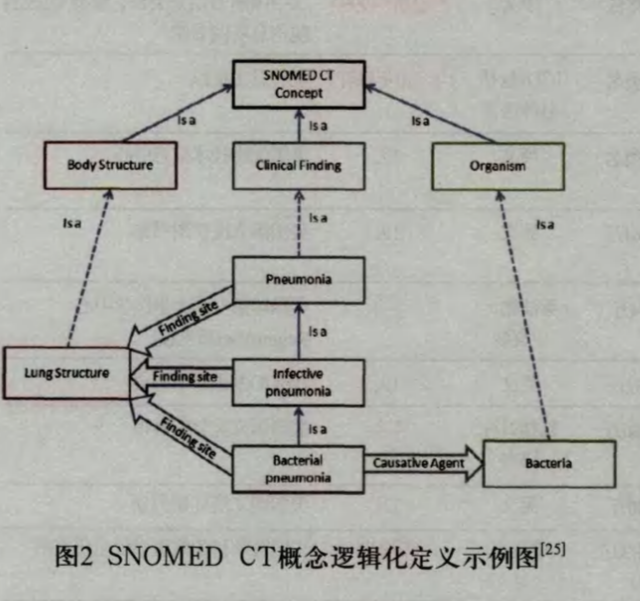 SNOMED CT
Concept
Is a
Is a
Is a
Body Structure
Clinical Finding
Organism
Is a
Is a
Is a
Pneumonia
Finding site
Is a
Lung Structure
Finding site
Infective
pneumonia
Finding site
Is a
Bacterial
pneumonia
Causative Agent
Bacteria
图2 SNOMED CT概念逻辑化定义示例图[25]